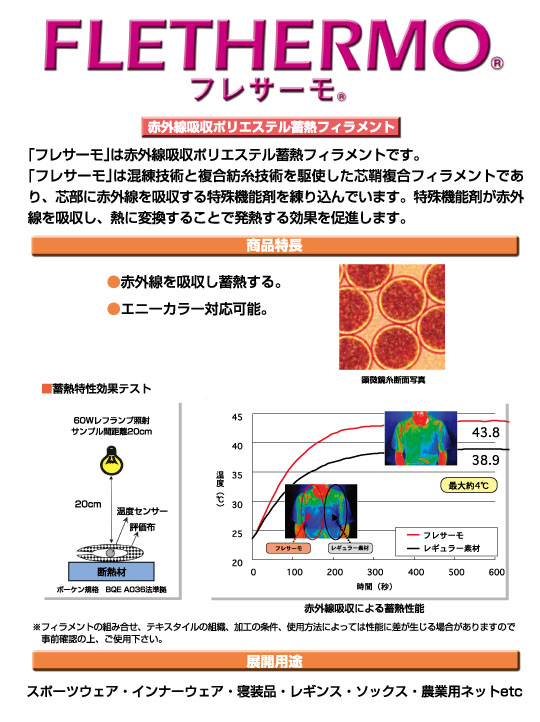 FLETHERMO®
フレサーモ®
赤外線吸収ポリエステル蓄熱フィラメント
「フレサーモ」は赤外線吸収ポリエステル蓄熱フィラメントです。
「フレサーモ」は混練技術と複合紡糸技術を駆使した芯鞘複合フィラメントであ
り、芯部に赤外線を吸収する特殊機能剤を練り込んでいます。特殊機能剤が赤外
線を吸収し、熱に変換することで発熱する効果を促進します。
商品特長
●赤外線を吸収し蓄熱する。
●エニーカラー対応可能。
顕微鏡糸断面写真
■蓄熱特性効果テスト
60Wレフランプ照射
サンプル間距離20cm
20cm
温度センサー
評価布
断熱材
ボーケン規格 BQE A036法準拠
45
40
35
30
25
20
温度(℃)
43.8
38.9
最大約4℃
フレサーモ
レギュラー素材
フレサーモ
レギュラー素材
0 100 200 300 400 500 600
時間(秒)
赤外線吸収による蓄熱性能
※フィラメントの組み合せ、テキスタイルの組織、加工の条件、使用方法によっては性能に差が生じる場合がありますので
事前確認の上、ご使用下さい。
展開用途
スポーツウェア・インナーウェア・寝装品・レギンス・ソックス・農業用ネットetc